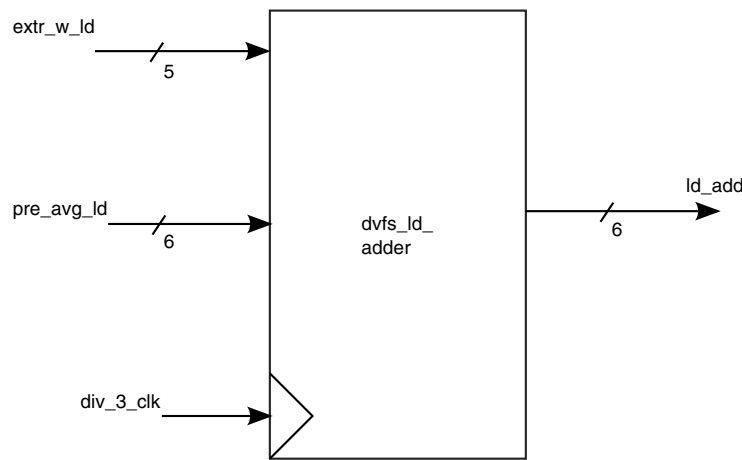 extr_w_ld
5
pre_avg_ld
6
dvfs_ld_
adder
ld_add
6
div_3_clk